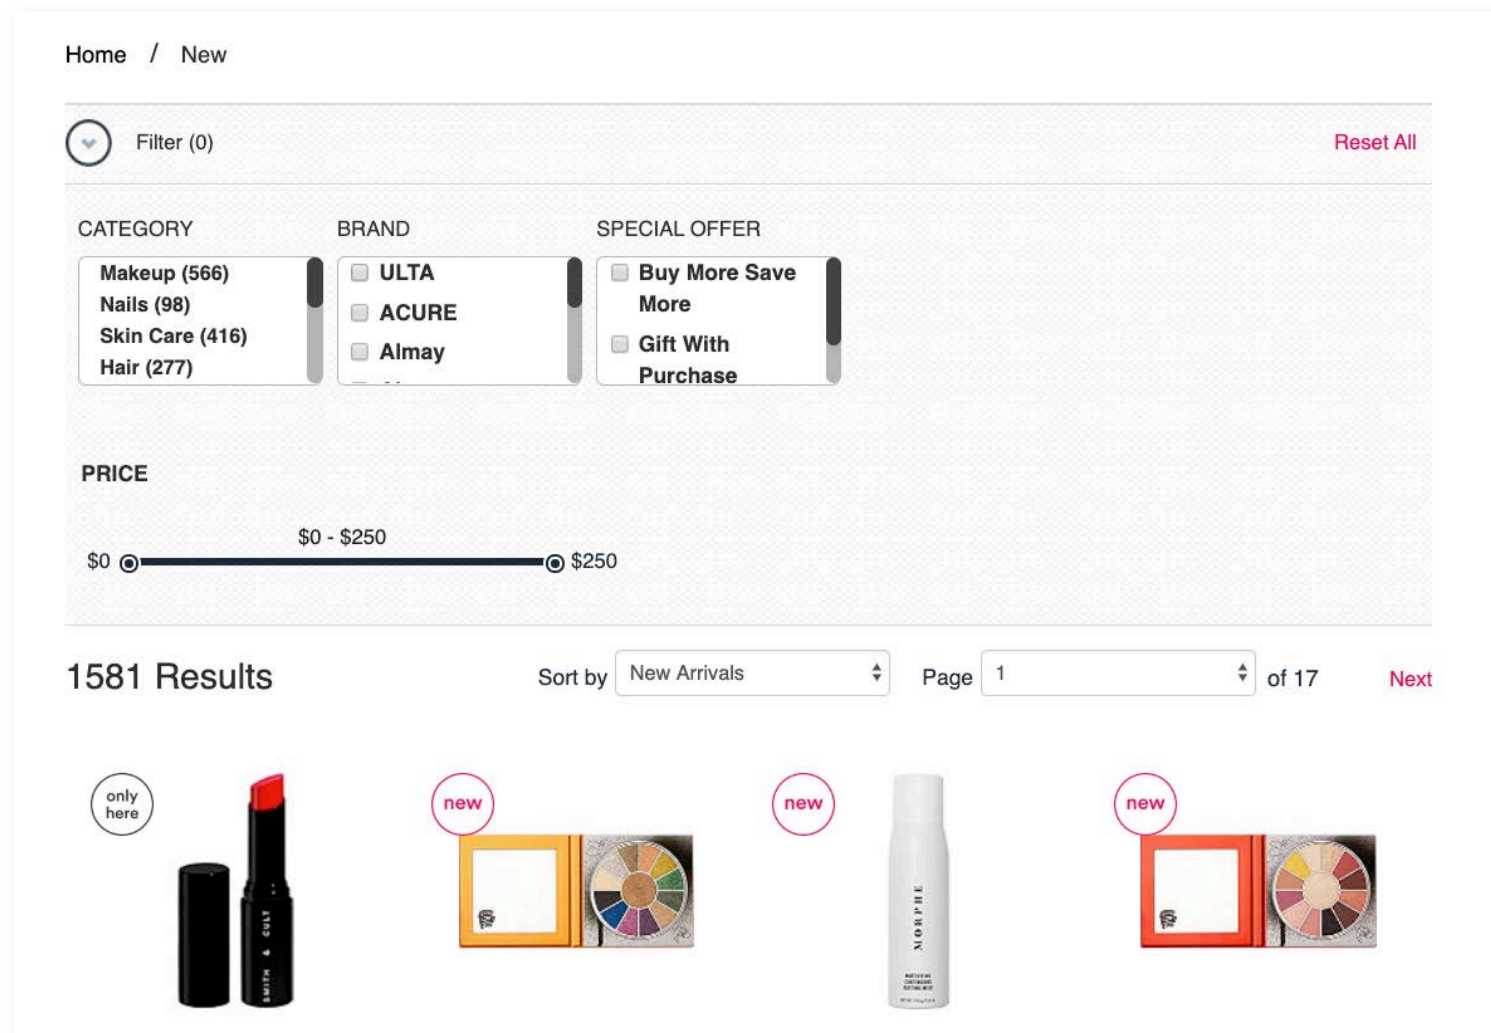 Home / New
Filter (0)
Reset All
CATEGORY
BRAND
SPECIAL OFFER
Makeup (566)
Nails (98)
Skin Care (416)
Hair (277)
ULTA
ACURE
Almay
Buy More Save
More
Gift With
Purchase
PRICE
$0 - $250
$0
$250
1581 Results
Sort by
New Arrivals
Page
1
of 17
Next
only
here
new
new
new
SMITH & CULT
MORPHE